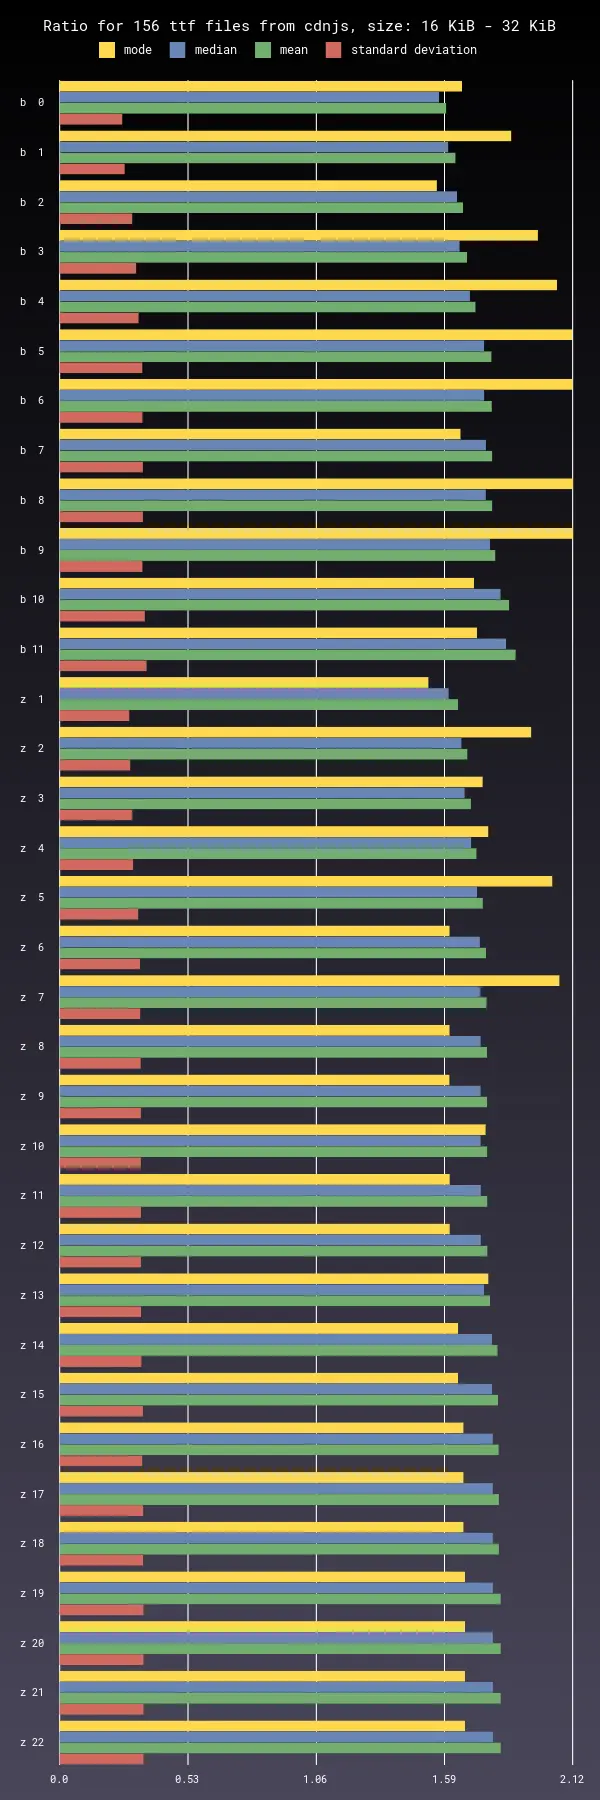 Ratio for 156 ttf files from cdnjs, size: 16 KiB - 32 KiB
mode median mean standard deviation
b 0
b 1
b 2
b 3
b 4
b 5
b 6
b 7
b 8
b 9
b 10
b 11
z 1
z 2
z 3
z 4
z 5
z 6
z 7
z 8
z 9
z 10
z 11
z 12
z 13
z 14
z 15
z 16
z 17
z 18
z 19
z 20
z 21
z 22
0.0 0.53 1.06 1.59 2.12